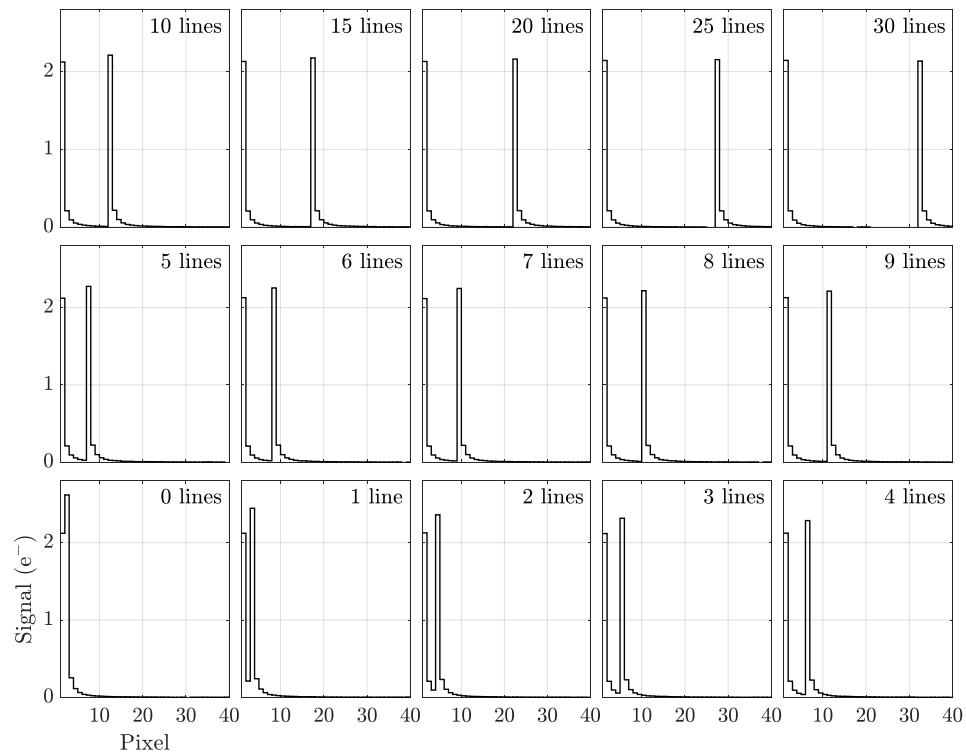 10 lines
15 lines
20 lines
25 lines
30 lines
2
1
0
5 lines
6 lines
7 lines
8 lines
9 lines
2
1
0
0 lines
1 line
2 lines
3 lines
4 lines
2
1
0
Signal (e⁻)
10 20 30 40
10 20 30 40
10 20 30 40
10 20 30 40
10 20 30 40
Pixel